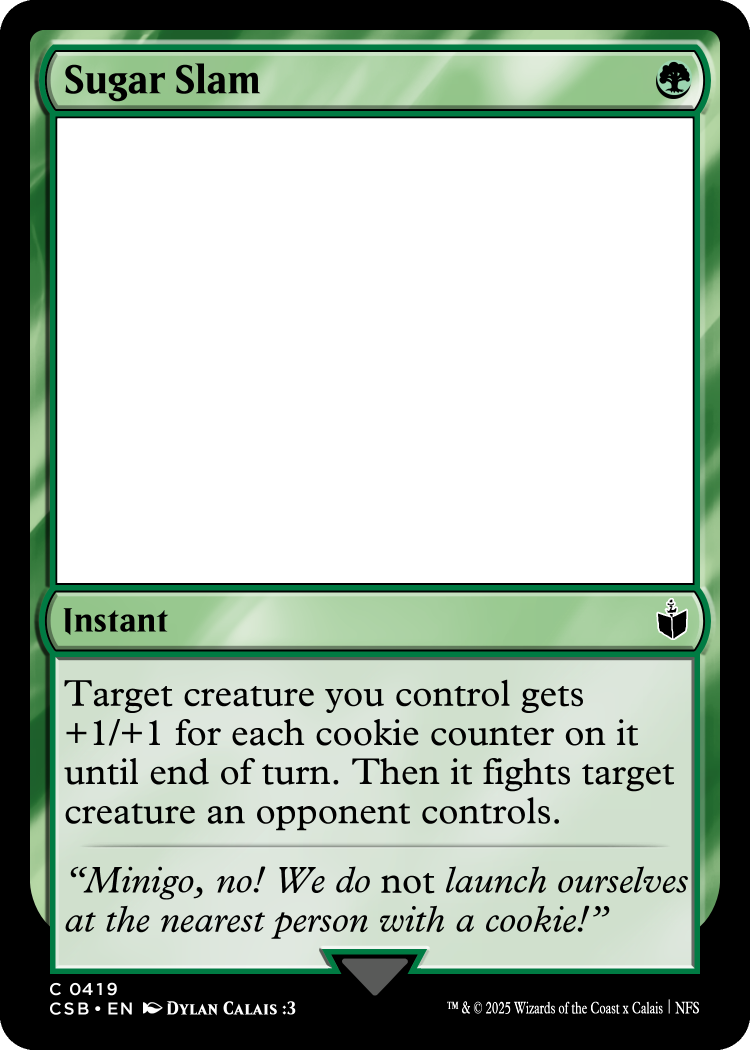 Sugar Slam
Instant
Target creature you control gets
+1/+1 for each cookie counter on it
until end of turn. Then it fights target
creature an opponent controls.
“Minigo, no! We do not launch ourselves
at the nearest person with a cookie!”
C 0419
CSB • EN DYLAN CALAIS :3
™ & © 2025 Wizards of the Coast x Calais | NFS